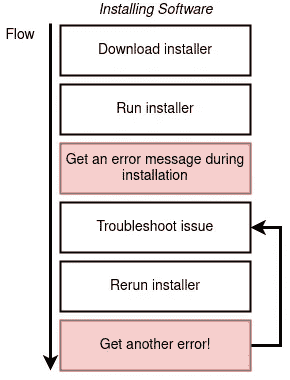 Installing Software
Flow
Download installer
Run installer
Get an error message during
installation
Troubleshoot issue
Rerun installer
Get another error!